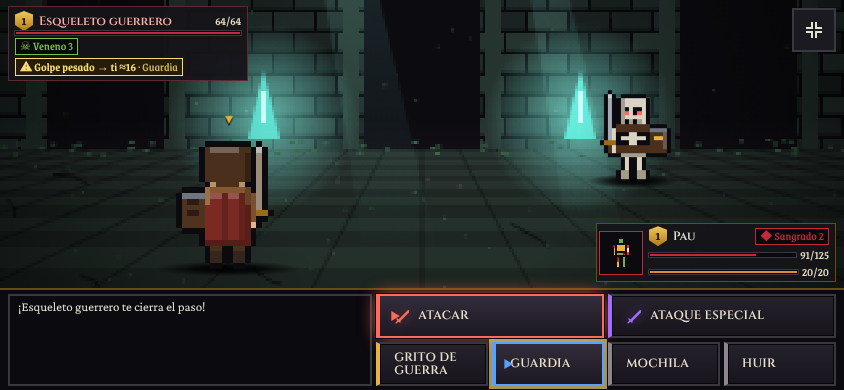 1 ESQUELETO GUERRERO 64/64
Veneno 3
Golpe pesado → ti ≈16 · Guardia
1 PAU Sangrado 2
91/125
20/20
¡Esqueleto guerrero te cierra el paso!
ATACAR
ATAQUE ESPECIAL
GRITO DE
GUERRA
GUARDIA
MOCHILA
HUIR